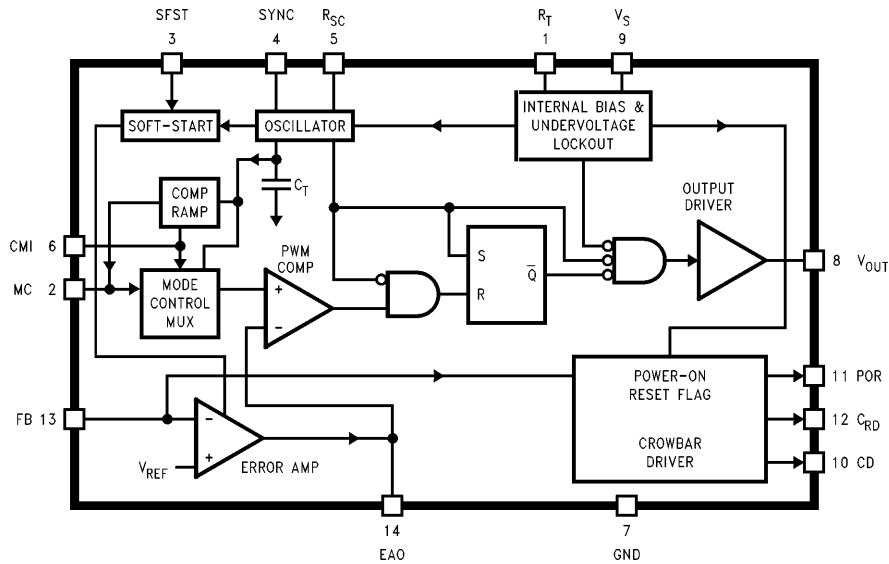 SFST SYNC RSC RT VS
3 4 5 1 9
SOFT-START
OSCILLATOR
INTERNAL BIAS &
UNDERVOLTAGE
LOCKOUT
CT
COMP
RAMP
OUTPUT
DRIVER
CMI 6
MC 2
MODE
CONTROL
MUX
PWM
COMP
+
-
S
R
Q̅
8 VOUT
FB 13
-
+
VREF
ERROR AMP
POWER-ON
RESET FLAG
CROWBAR
DRIVER
11 POR
12 CRD
10 CD
14
EAO
7
GND